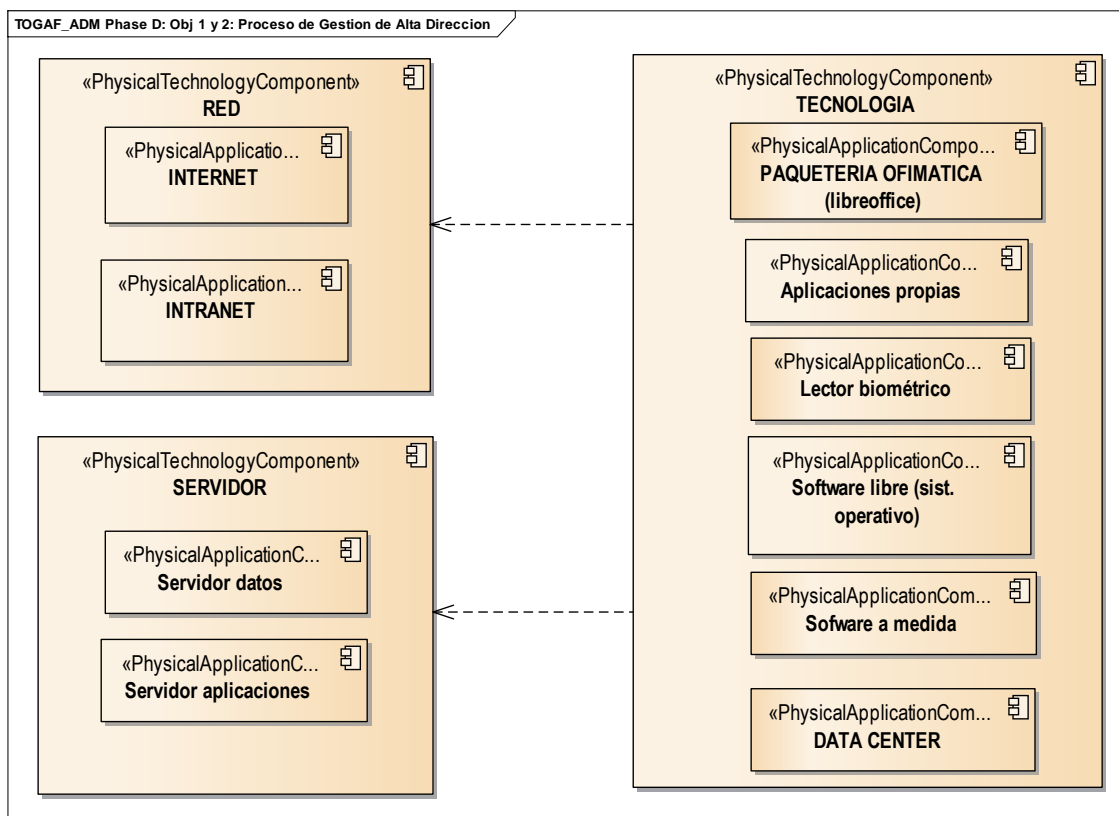 TOGAF_ADM Phase D: Obj 1 y 2: Proceso de Gestion de Alta Direccion
«PhysicalTechnologyComponent»
RED
«PhysicalApplicatio...
INTERNET
«PhysicalApplication...
INTRANET
«PhysicalTechnologyComponent»
SERVIDOR
«PhysicalApplicationC...
Servidor datos
«PhysicalApplicationC...
Servidor aplicaciones
«PhysicalTechnologyComponent»
TECNOLOGIA
«PhysicalApplicationCompo...
PAQUETERIA OFIMATICA
(libreoffice)
«PhysicalApplicationCo...
Aplicaciones propias
«PhysicalApplicationCo...
Lector biométrico
«PhysicalApplicationCo...
Software libre (sist.
operativo)
«PhysicalApplicationCom...
Sofware a medida
«PhysicalApplicationCom...
DATA CENTER